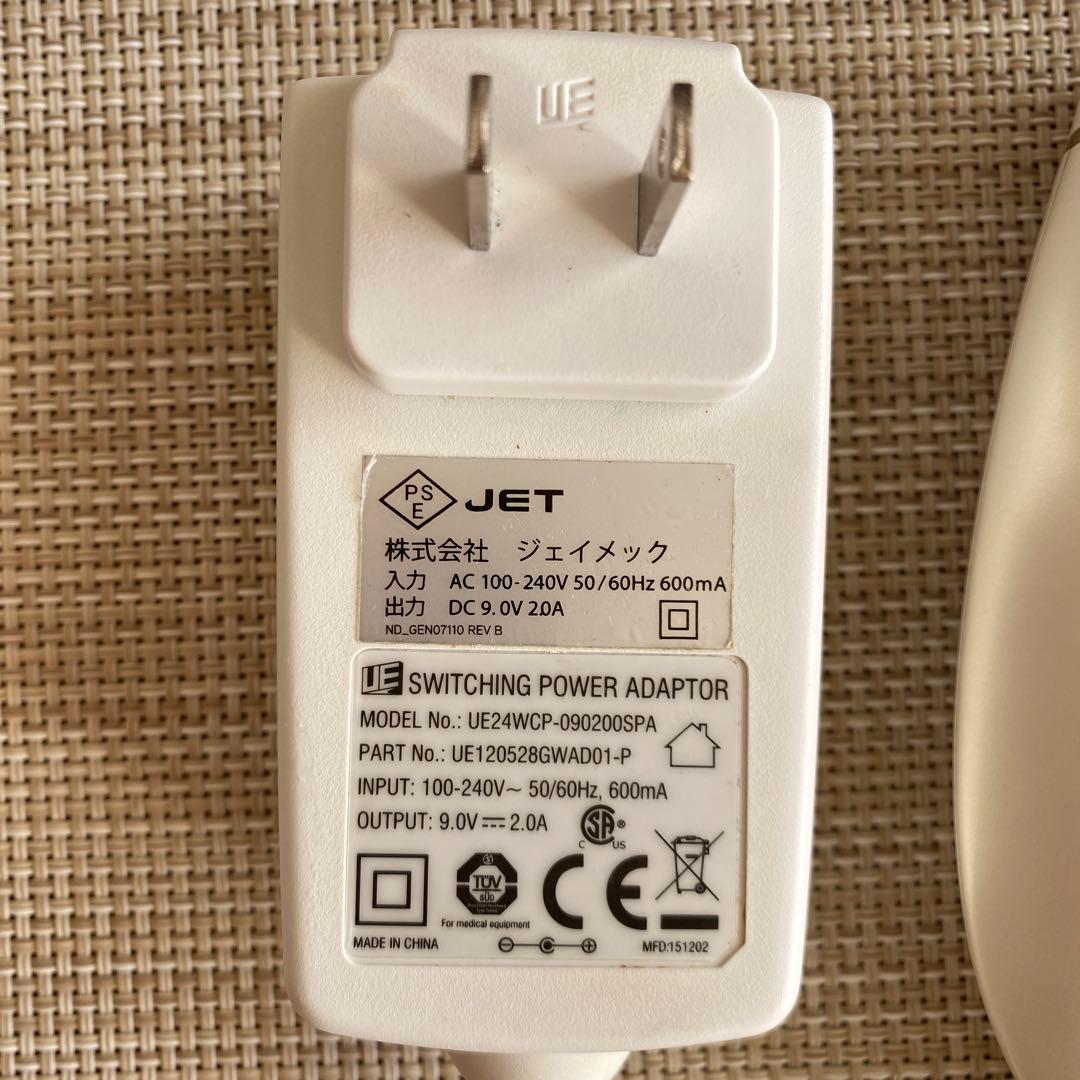 UE
PS
E
JET
株式会社 ジェイメック
入力 AC 100-240V 50/60Hz 600mA
出力 DC 9.0V 2.0A
ND_GEN07110 REV B
UE SWITCHING POWER ADAPTOR
MODEL No.: UE24WCP-090200SPA
PART No.: UE120528GWAD01-P
INPUT: 100-240V~ 50/60Hz, 600mA
OUTPUT: 9.0V⎓2.0A
SA ®
C US
TÜV
SÜD
CE
For medical equipment
MADE IN CHINA
MFD:151202